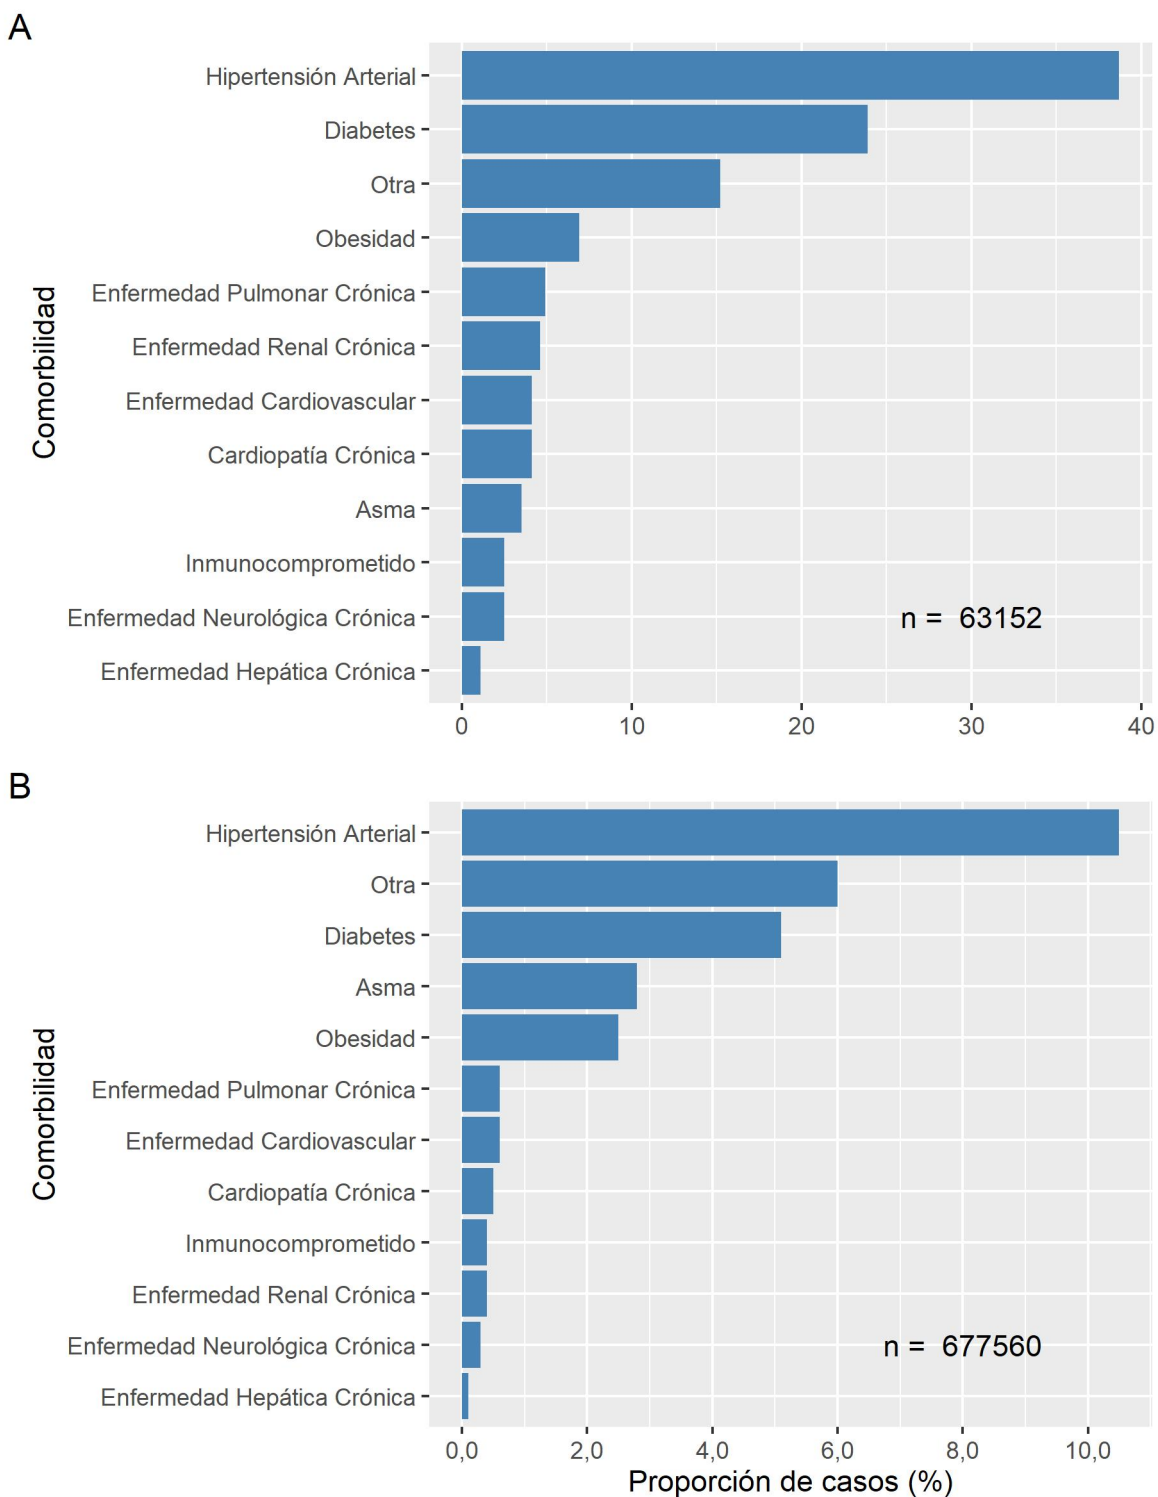 A
Comorbilidad
Hipertensión Arterial
Diabetes
Otra
Obesidad
Enfermedad Pulmonar Crónica
Enfermedad Renal Crónica
Enfermedad Cardiovascular
Cardiopatía Crónica
Asma
Inmunocomprometido
Enfermedad Neurológica Crónica
Enfermedad Hepática Crónica
n = 63152
0 10 20 30 40
B
Comorbilidad
Hipertensión Arterial
Otra
Diabetes
Asma
Obesidad
Enfermedad Pulmonar Crónica
Enfermedad Cardiovascular
Cardiopatía Crónica
Inmunocomprometido
Enfermedad Renal Crónica
Enfermedad Neurológica Crónica
Enfermedad Hepática Crónica
n = 677560
0,0 2,0 4,0 6,0 8,0 10,0
Proporción de casos (%)